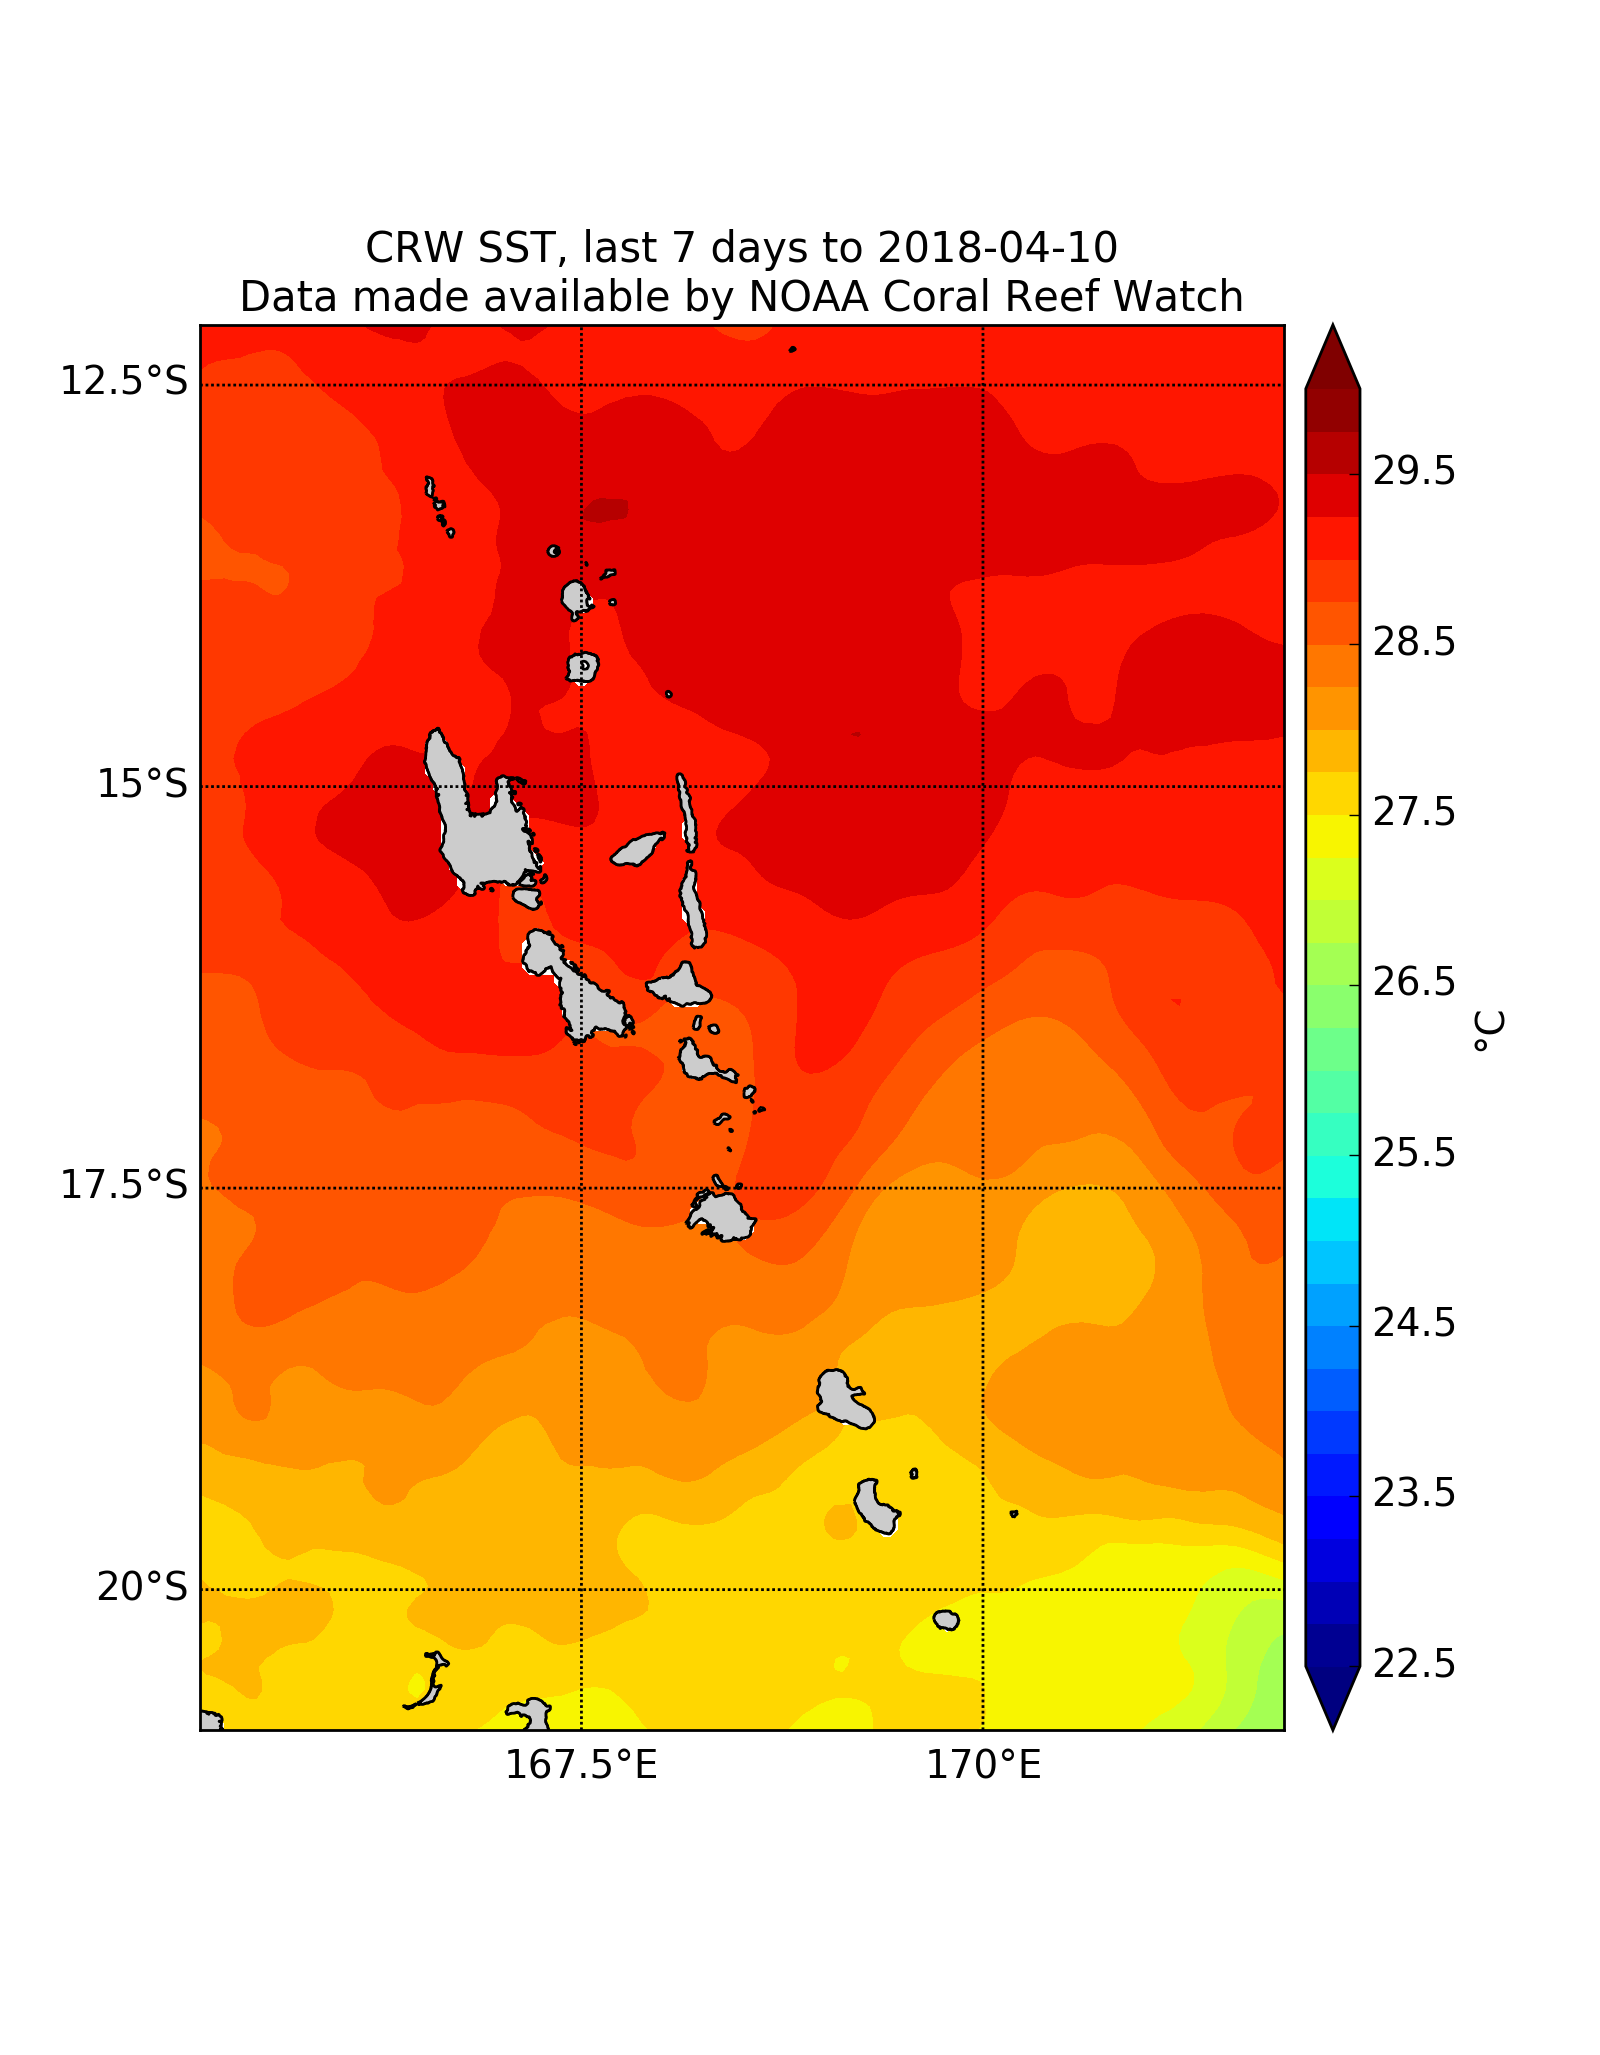 CRW SST, last 7 days to 2018-04-10
Data made available by NOAA Coral Reef Watch
12.5°S
15°S
17.5°S
20°S
167.5°E
170°E
29.5
28.5
27.5
26.5
25.5
24.5
23.5
22.5
°C